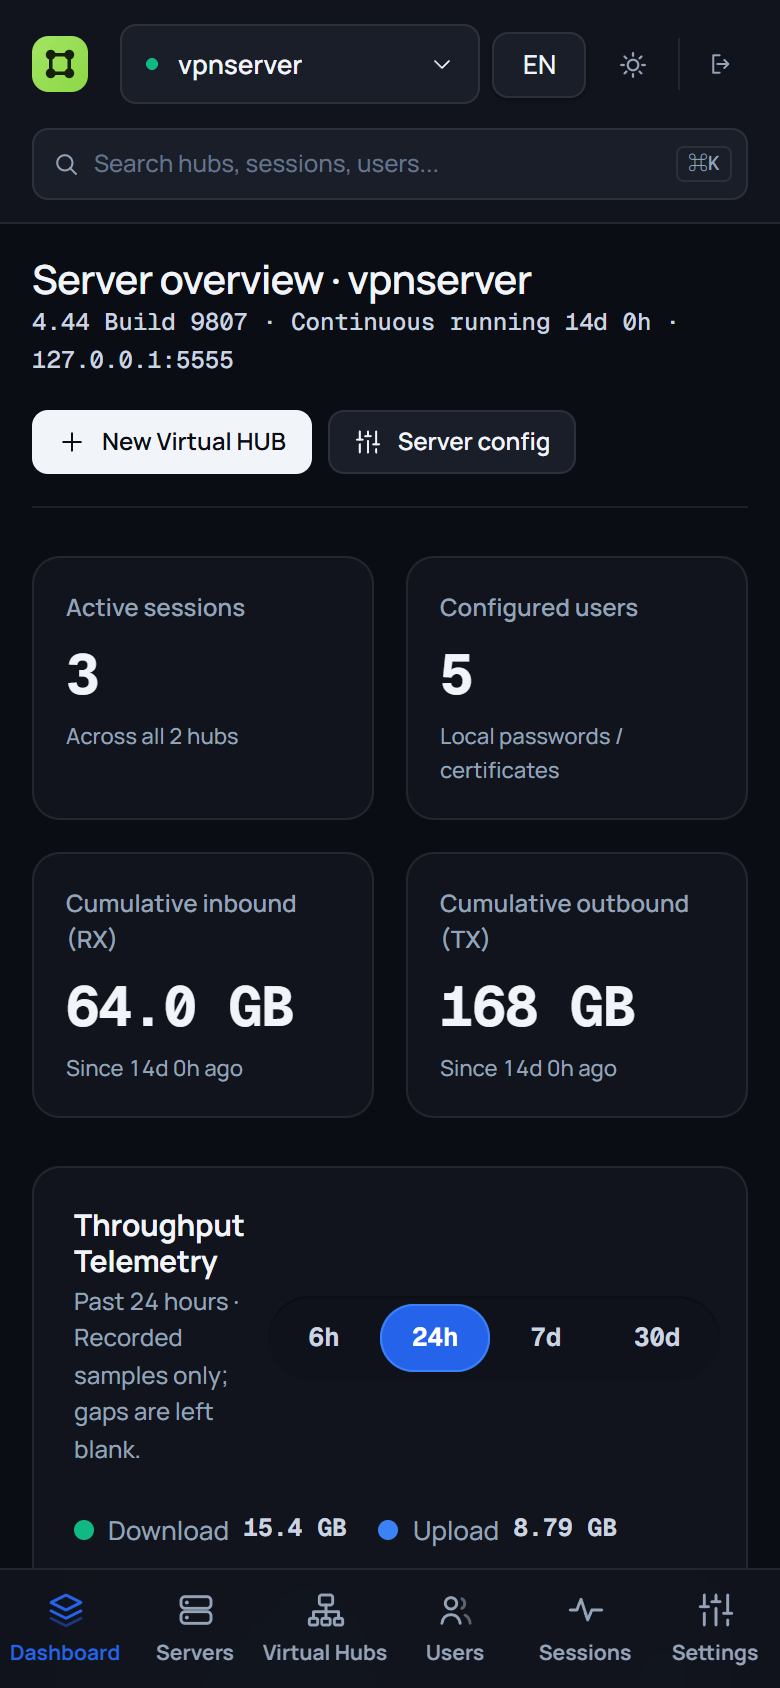 vpnserver
EN
Search hubs, sessions, users...
⌘K
Server overview · vpnserver
4.44 Build 9807 · Continuous running 14d 0h ·
127.0.0.1:5555
New Virtual HUB
Server config
Active sessions
3
Across all 2 hubs
Configured users
5
Local passwords /
certificates
Cumulative inbound
(RX)
64.0 GB
Since 14d 0h ago
Cumulative outbound
(TX)
168 GB
Since 14d 0h ago
Throughput
Telemetry
Past 24 hours ·
Recorded
samples only;
gaps are left
blank.
6h 24h 7d 30d
Download 15.4 GB Upload 8.79 GB
Dashboard Servers Virtual Hubs Users Sessions Settings